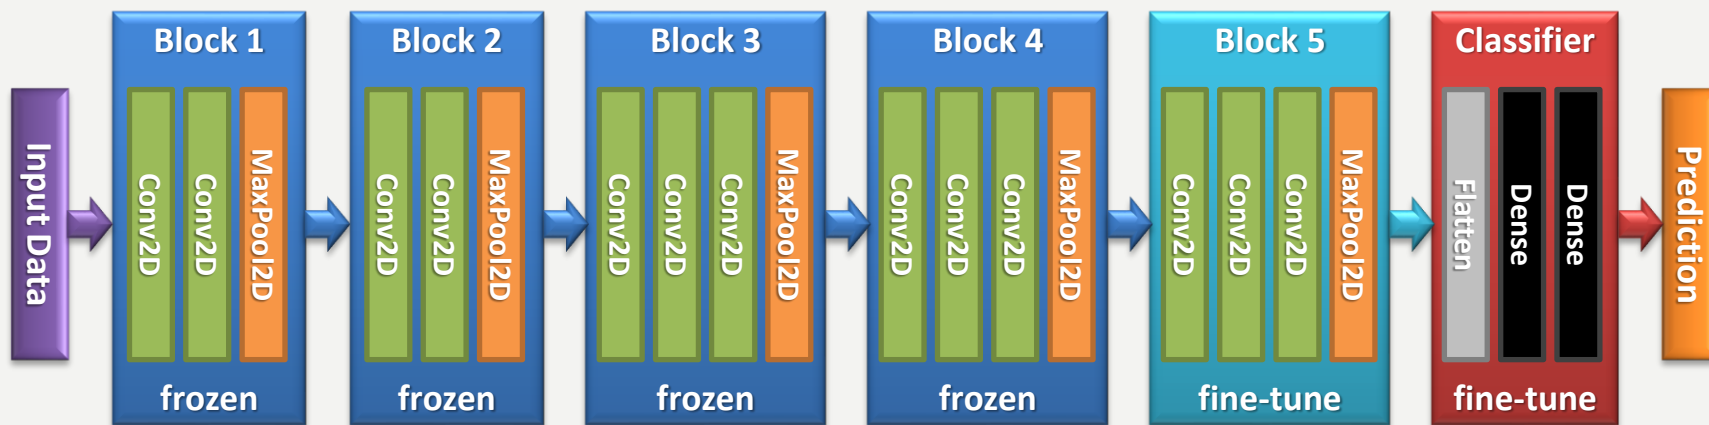 Input Data
Block 1
Conv2D
Conv2D
MaxPool2D
frozen
Block 2
Conv2D
Conv2D
MaxPool2D
frozen
Block 3
Conv2D
Conv2D
Conv2D
MaxPool2D
frozen
Block 4
Conv2D
Conv2D
Conv2D
MaxPool2D
frozen
Block 5
Conv2D
Conv2D
Conv2D
MaxPool2D
fine-tune
Classifier
Flatten
Dense
Dense
fine-tune
Prediction